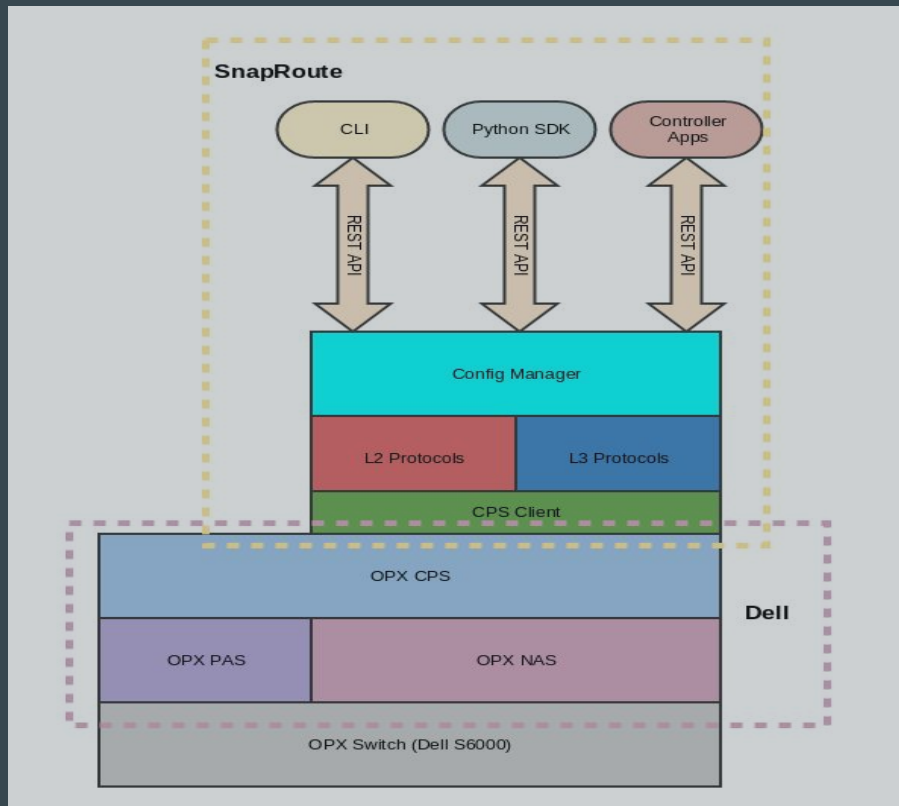 SnapRoute
CLI
Python SDK
Controller
Apps
REST API
REST API
REST API
Config Manager
L2 Protocols
L3 Protocols
CPS Client
OPX CPS
Dell
OPX PAS
OPX NAS
OPX Switch (Dell S6000)